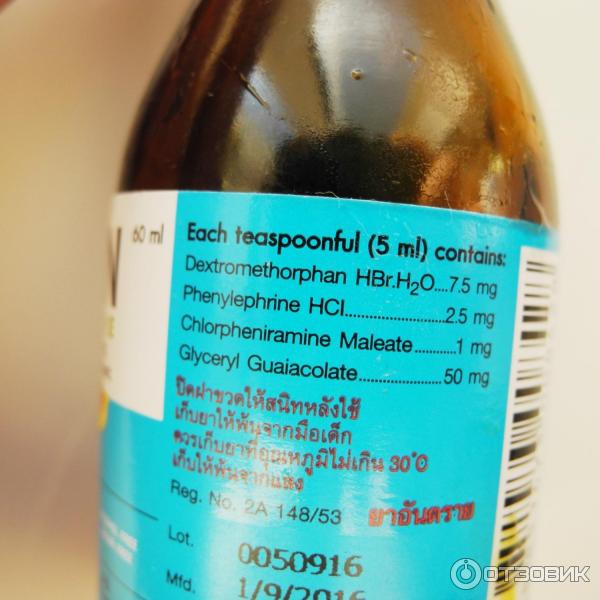 60 ml
Each teaspoonful (5 ml) contains:
Dextromethorphan HBr.H₂O....7.5 mg
Phenylephrine HCl......................2.5 mg
Chlorpheniramine Maleate...........1 mg
Glyceryl Guaiacolate.....................50 mg
ปิดฝาขวดให้สนิทหลังใช้
เก็บยาให้พ้นจากมือเด็ก
ควรเก็บยาที่อุณหภูมิไม่เกิน 30°C
เก็บให้พ้นจากแสง
Reg. No. 2A 148/53 ยาอันตราย
Lot. 0050916
Mfd. 1/9/2016
ОТЗОВИК